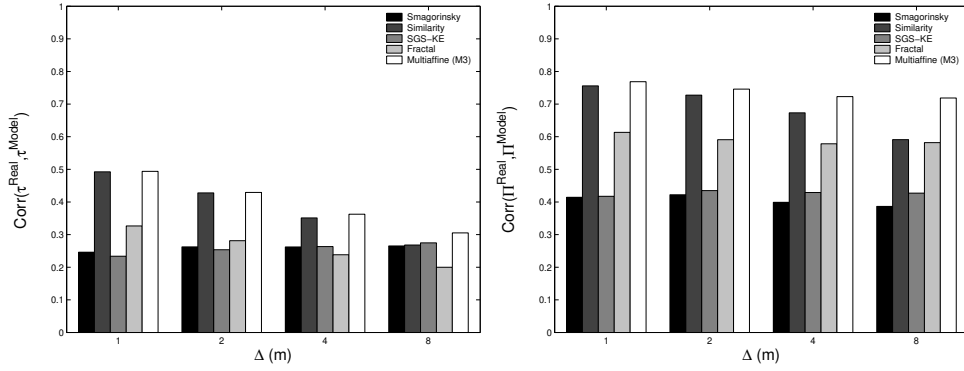 Corr(τ^Real,τ^Model)
1
0.9
0.8
0.7
0.6
0.5
0.4
0.3
0.2
0.1
0
Smagorinsky
Similarity
SGS−KE
Fractal
Multiaffine (M3)
1 2 4 8
Δ (m)
Corr(Π^Real,Π^Model)
1
0.9
0.8
0.7
0.6
0.5
0.4
0.3
0.2
0.1
0
Smagorinsky
Similarity
SGS−KE
Fractal
Multiaffine (M3)
1 2 4 8
Δ (m)